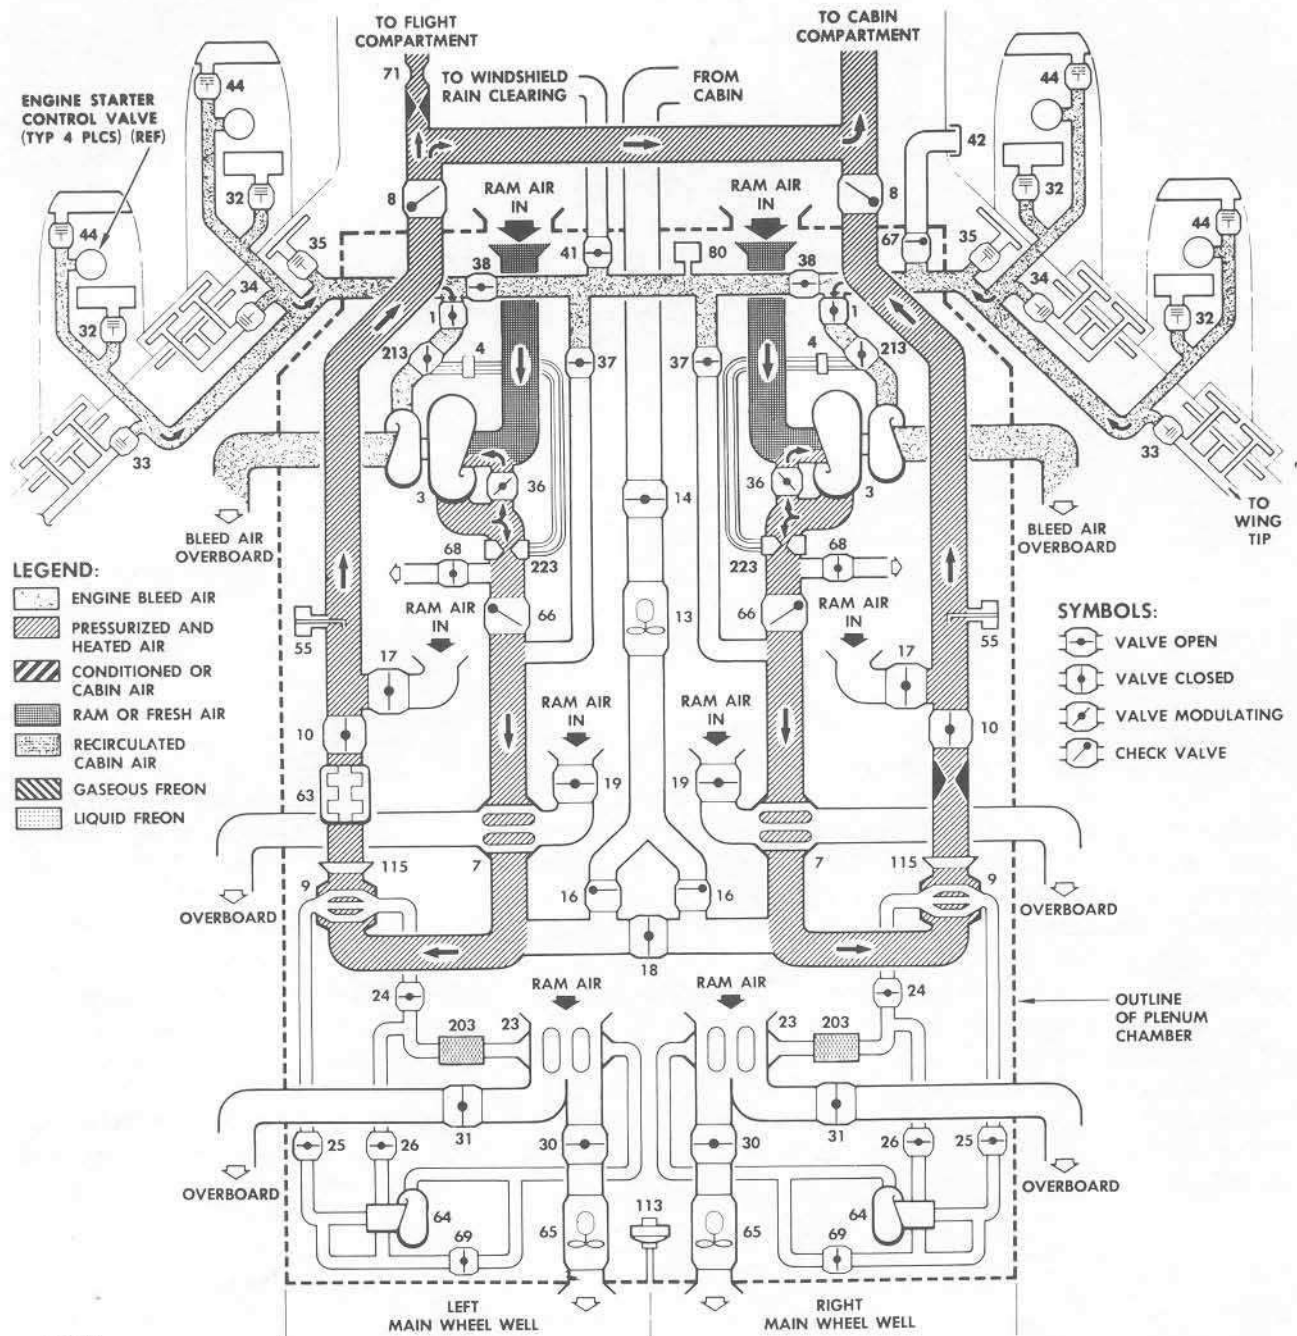 TO FLIGHT
COMPARTMENT
TO CABIN
COMPARTMENT
71
TO WINDSHIELD
RAIN CLEARING
FROM
CABIN
44
44
ENGINE STARTER
CONTROL VALVE
(TYP 4 PLCS) (REF)
42
32
32
8
RAM AIR
IN
RAM AIR
IN
8
44
35
41
80
67
35
44
38
38
34
34
32
1
1
32
213
4
37
37
4
213
33
3
36
14
36
3
33
BLEED AIR
OVERBOARD
TO
WING
TIP
BLEED AIR
OVERBOARD
68
223
223
68
LEGEND:
ENGINE BLEED AIR
PRESSURIZED AND
HEATED AIR
CONDITIONED OR
CABIN AIR
RAM OR FRESH AIR
RECIRCULATED
CABIN AIR
GASEOUS FREON
LIQUID FREON
RAM AIR
IN
66
13
66
RAM AIR
IN
55
55
SYMBOLS:
VALVE OPEN
VALVE CLOSED
VALVE MODULATING
CHECK VALVE
17
17
RAM AIR
IN
RAM AIR
IN
10
10
63
19
19
115
7
7
115
9
9
16
16
OVERBOARD
OVERBOARD
18
RAM AIR
RAM AIR
24
24
23
203
23
203
OUTLINE
OF PLENUM
CHAMBER
31
31
25
26
30
30
26
25
OVERBOARD
OVERBOARD
64
65
113
65
64
69
69
LEFT
MAIN WHEEL WELL
RIGHT
MAIN WHEEL WELL